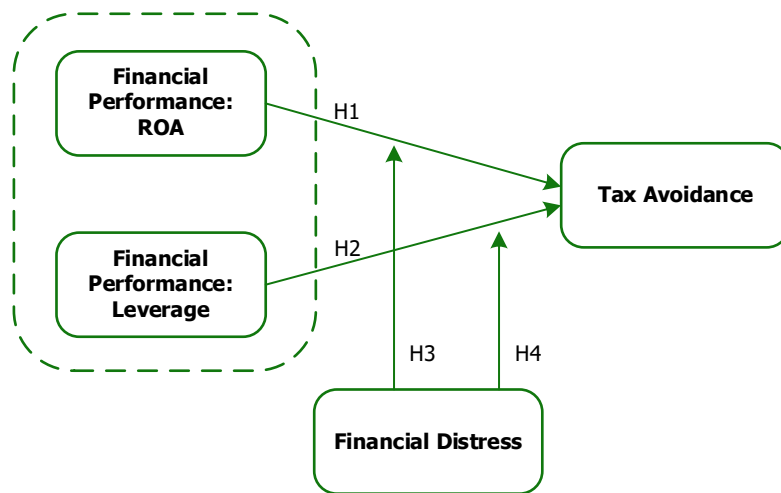 Financial
Performance:
ROA
H1
Tax Avoidance
Financial
Performance:
Leverage
H2
H3
H4
Financial Distress